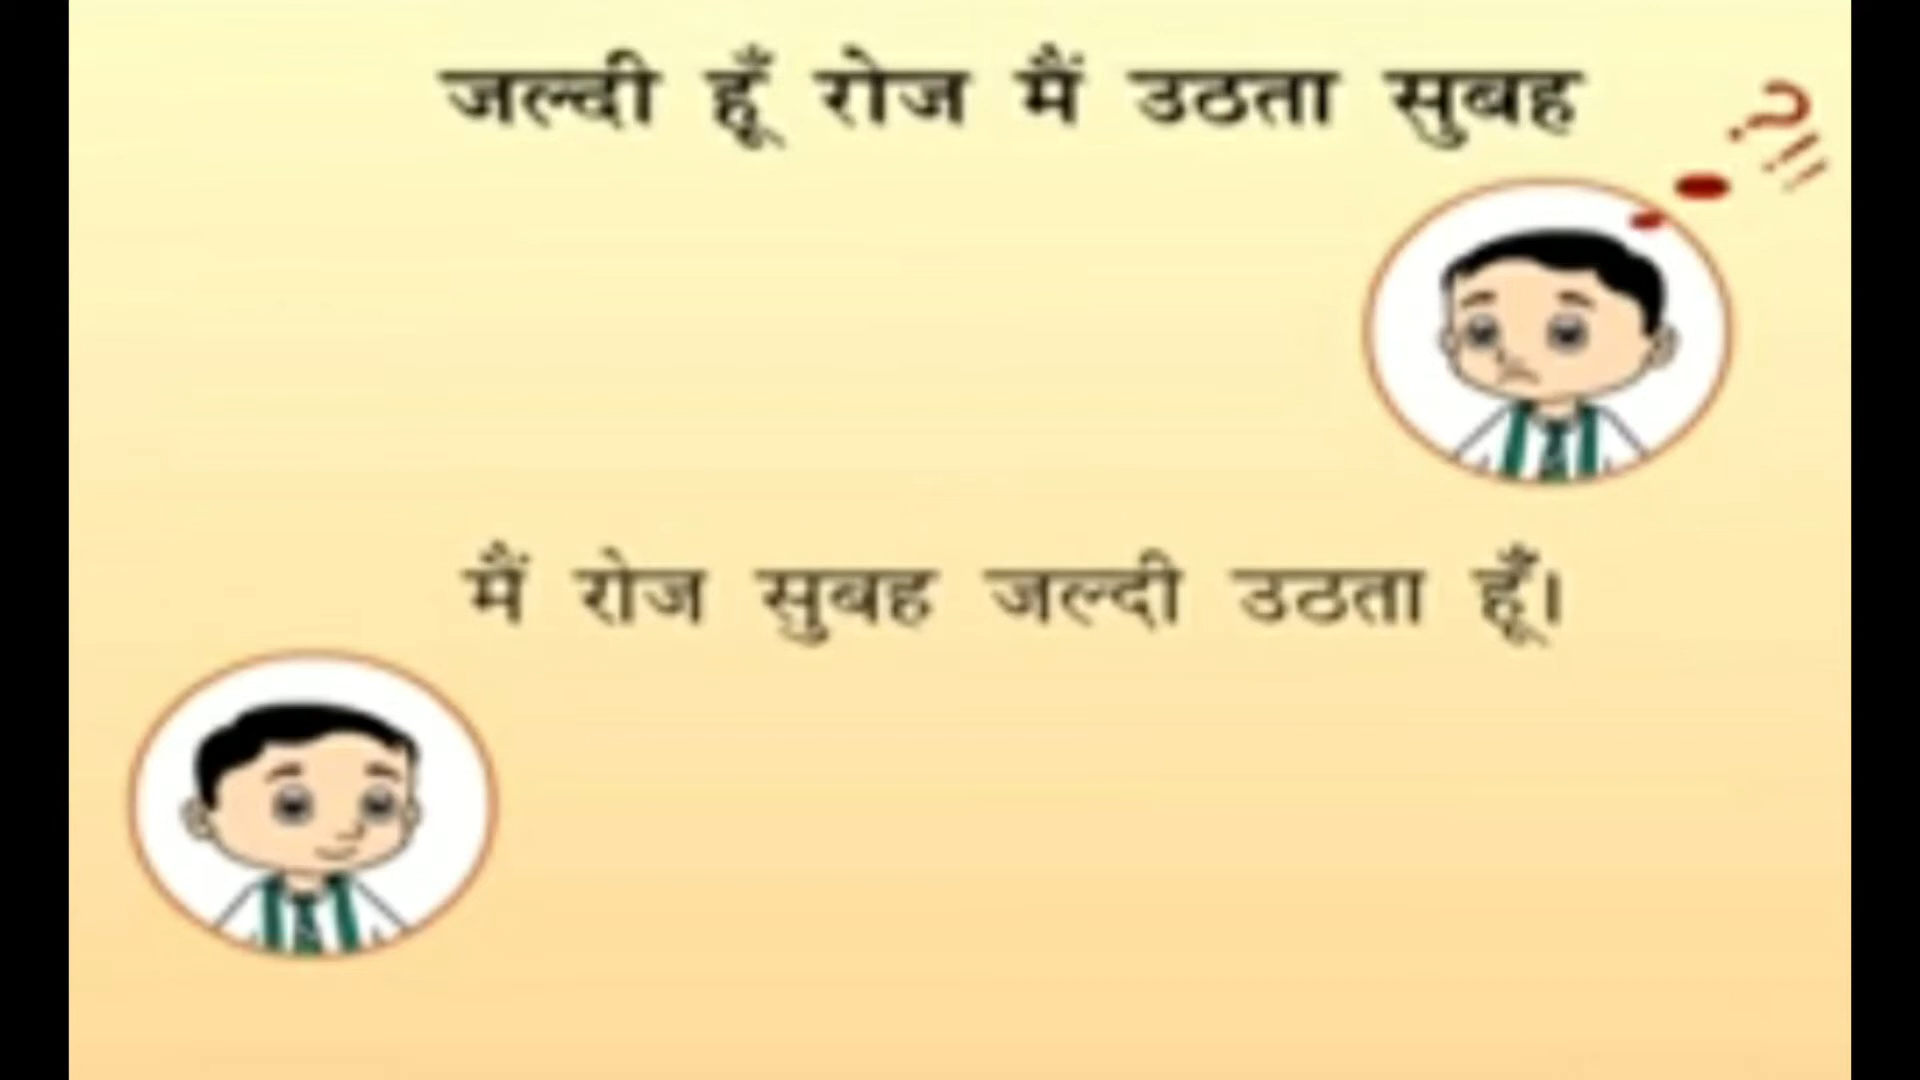 जल्दी हूँ रोज मैं उठता सुबह
?!!
मैं रोज सुबह जल्दी उठता हूँ।